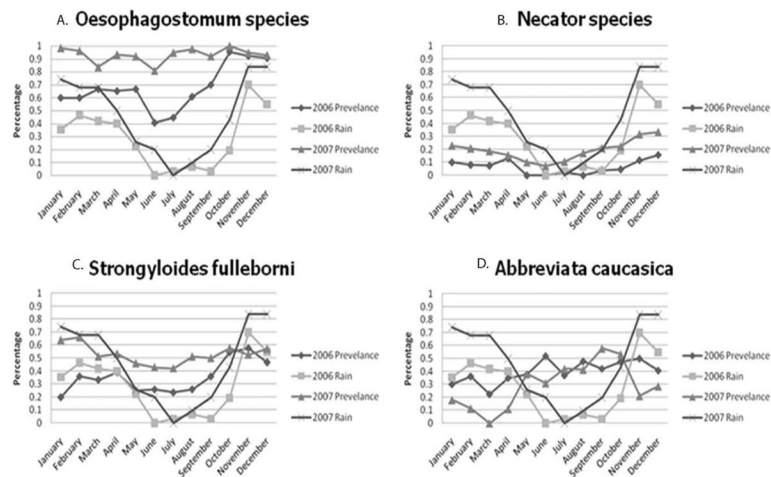 A. Oesophagostomum species
Percentage
1
0.9
0.8
0.7
0.6
0.5
0.4
0.3
0.2
0.1
0
January
February
March
April
May
June
July
August
September
October
November
December
2006 Prevelance
2006 Rain
2007 Prevelance
2007 Rain
B. Necator species
Percentage
1
0.9
0.8
0.7
0.6
0.5
0.4
0.3
0.2
0.1
0
January
February
March
April
May
June
July
August
September
October
November
December
2006 Prevelance
2006 Rain
2007 Prevelance
2007 Rain
C. Strongyloides fulleborni
Percentage
1
0.9
0.8
0.7
0.6
0.5
0.4
0.3
0.2
0.1
0
January
February
March
April
May
June
July
August
September
October
November
December
2006 Prevelance
2006 Rain
2007 Prevelance
2007 Rain
D. Abbreviata caucasica
Percentage
1
0.9
0.8
0.7
0.6
0.5
0.4
0.3
0.2
0.1
0
January
February
March
April
May
June
July
August
September
October
November
December
2006 Prevelance
2006 Rain
2007 Prevelance
2007 Rain